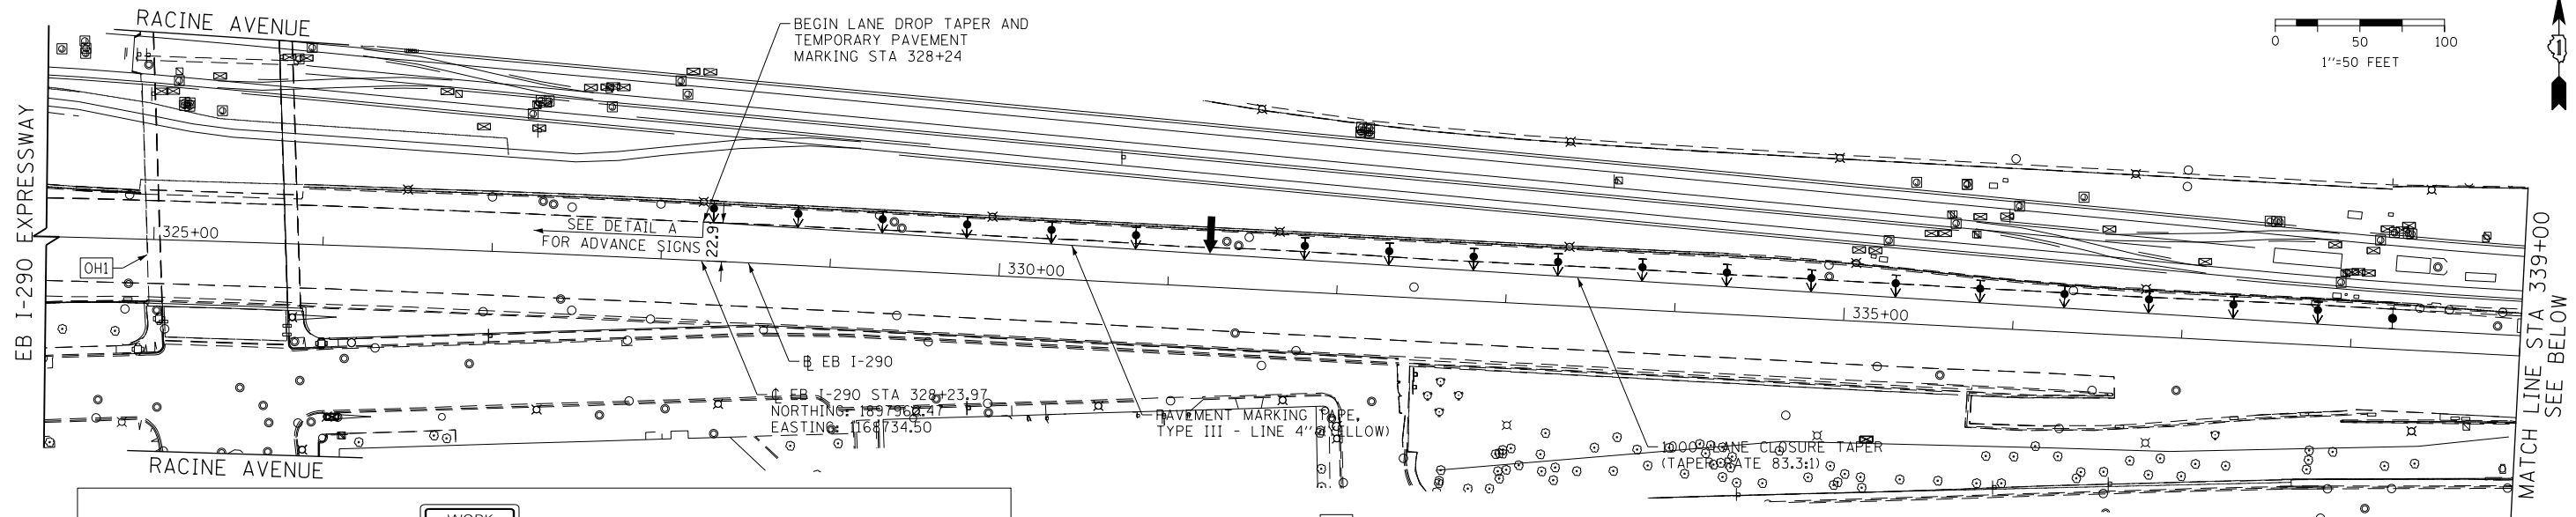 RACINE AVENUE
BEGIN LANE DROP TAPER AND
TEMPORARY PAVEMENT
MARKING STA 328+24
0 50 100
1''=50 FEET
EB I-290 EXPRESSWAY
325+00
OH1
SEE DETAIL A
FOR ADVANCE SIGNS
22.9'
330+00
335+00
MATCH LINE STA 339+00
SEE BELOW
B EB I-290
EB I-290 STA 328+23.97
NORTHING: 1897960.47
EASTING: 1168734.50
PAVEMENT MARKING TAPE,
TYPE III - LINE 4'' (YELLOW)
1000' LANE CLOSURE TAPER
(TAPER RATE 83.3:1)
RACINE AVENUE
WORK